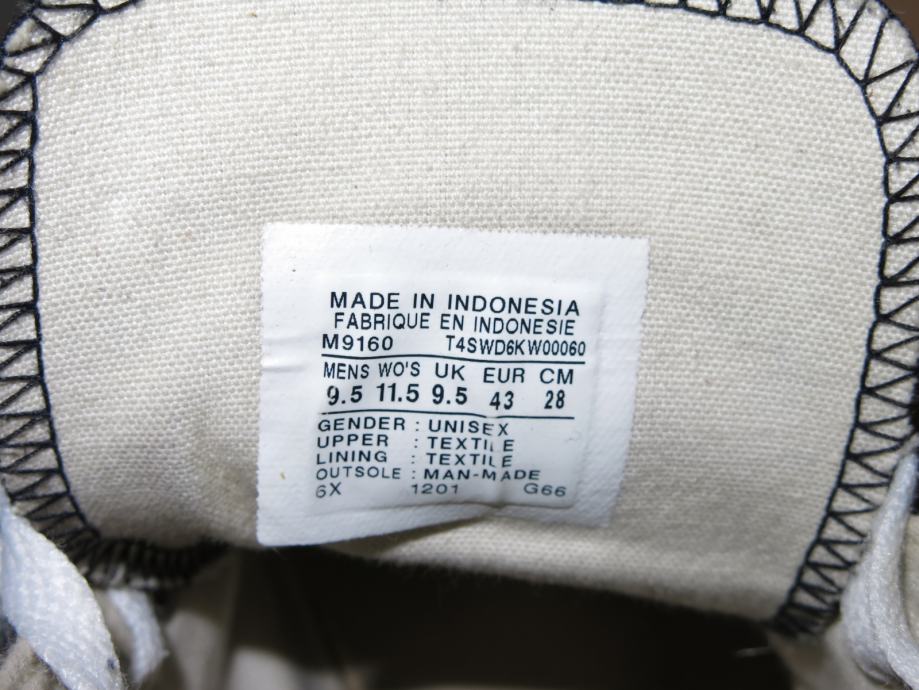 MADE IN INDONESIA
FABRIQUE EN INDONESIE
M9160 T4SWD6KW00060
MENS WO'S UK EUR CM
9.5 11.5 9.5 43 28
GENDER : UNISEX
UPPER : TEXTILE
LINING : TEXTILE
OUTSOLE : MAN-MADE
6X 1201 G66